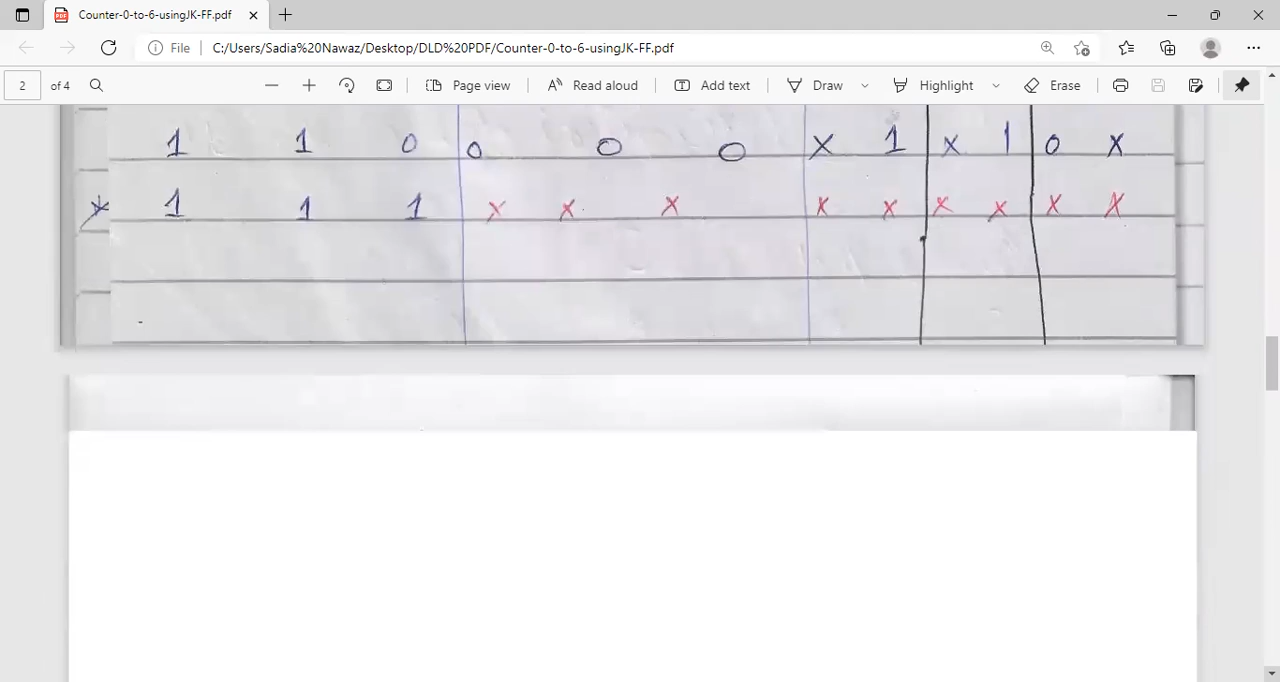 Counter-0-to-6-usingJK-FF.pdf
File C:/Users/Sadia%20Nawaz/Desktop/DLD%20PDF/Counter-0-to-6-usingJK-FF.pdf
2 of 4 Page view Read aloud Add text Draw Highlight Erase
1 1 0 0 0 0 X 1 X 1 0 X
* 1 1 1 X X X X X X X X X